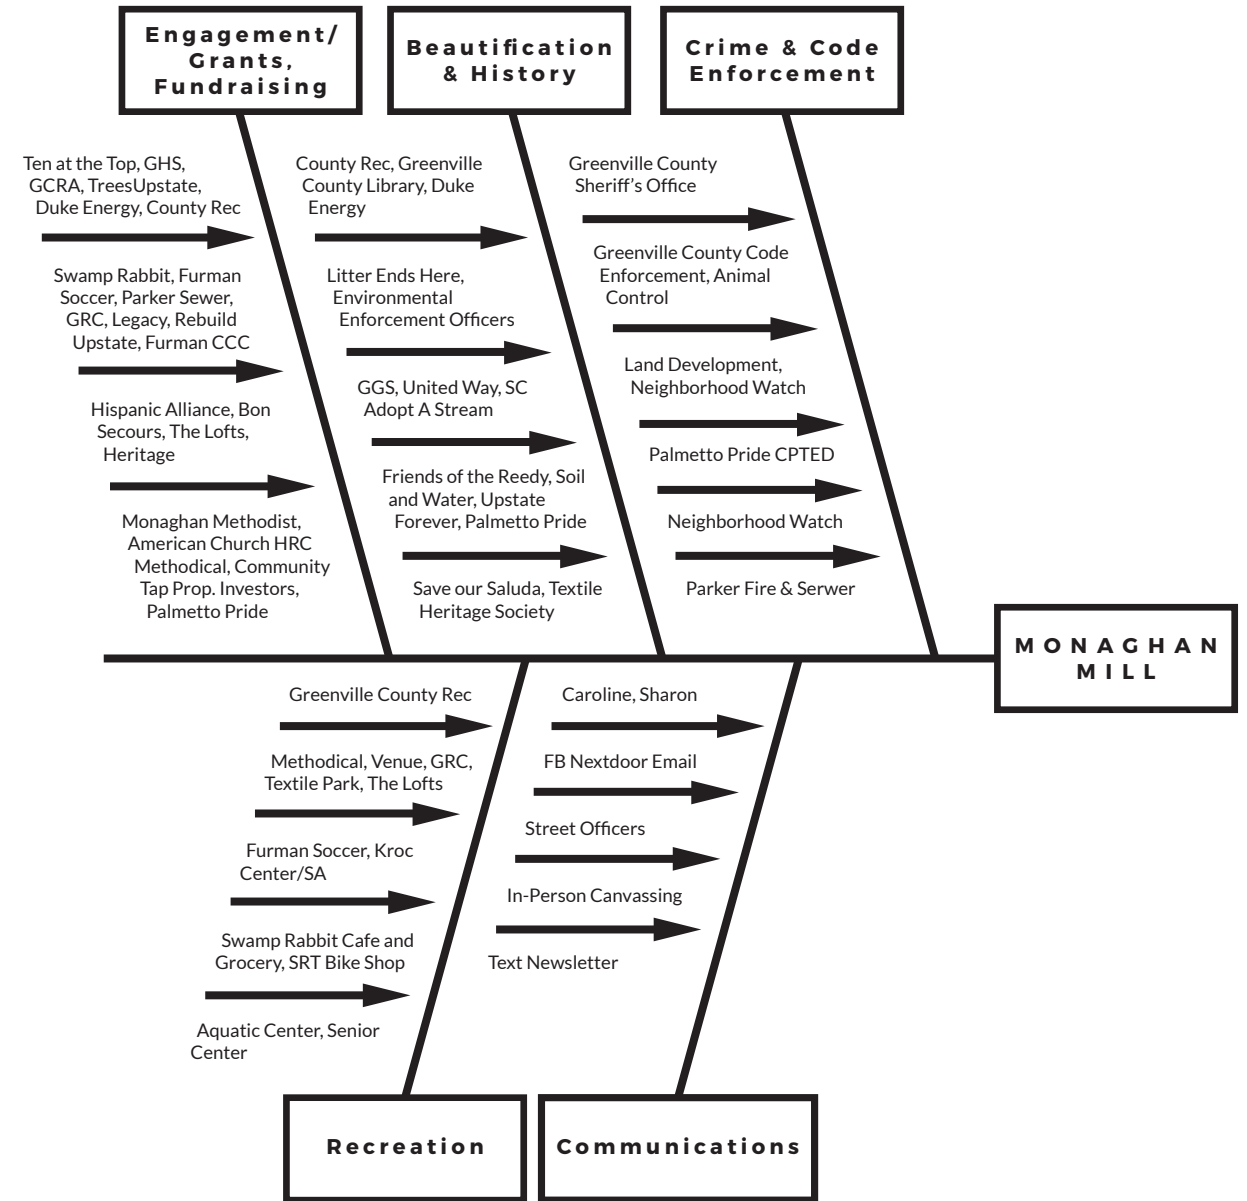 Engagement/
Grants,
Fundraising
Beautification
& History
Crime & Code
Enforcement
Ten at the Top, GHS,
GCRA, TreesUpstate,
Duke Energy, County Rec
Swamp Rabbit, Furman
Soccer, Parker Sewer,
GRC, Legacy, Rebuild
Upstate, Furman CCC
Hispanic Alliance, Bon
Secours, The Lofts,
Heritage
Monaghan Methodist,
American Church HRC
Methodical, Community
Tap Prop. Investors,
Palmetto Pride
County Rec, Greenville
County Library, Duke
Energy
Litter Ends Here,
Environmental
Enforcement Officers
GGS, United Way, SC
Adopt A Stream
Friends of the Reedy, Soil
and Water, Upstate
Forever, Palmetto Pride
Save our Saluda, Textile
Heritage Society
Greenville County
Sheriff's Office
Greenville County Code
Enforcement, Animal
Control
Land Development,
Neighborhood Watch
Palmetto Pride CPTED
Neighborhood Watch
Parker Fire & Serwer
MONAGHAN
MILL
Greenville County Rec
Methodical, Venue, GRC,
Textile Park, The Lofts
Furman Soccer, Kroc
Center/SA
Swamp Rabbit Cafe and
Grocery, SRT Bike Shop
Aquatic Center, Senior
Center
Caroline, Sharon
FB Nextdoor Email
Street Officers
In-Person Canvassing
Text Newsletter
Recreation
Communications